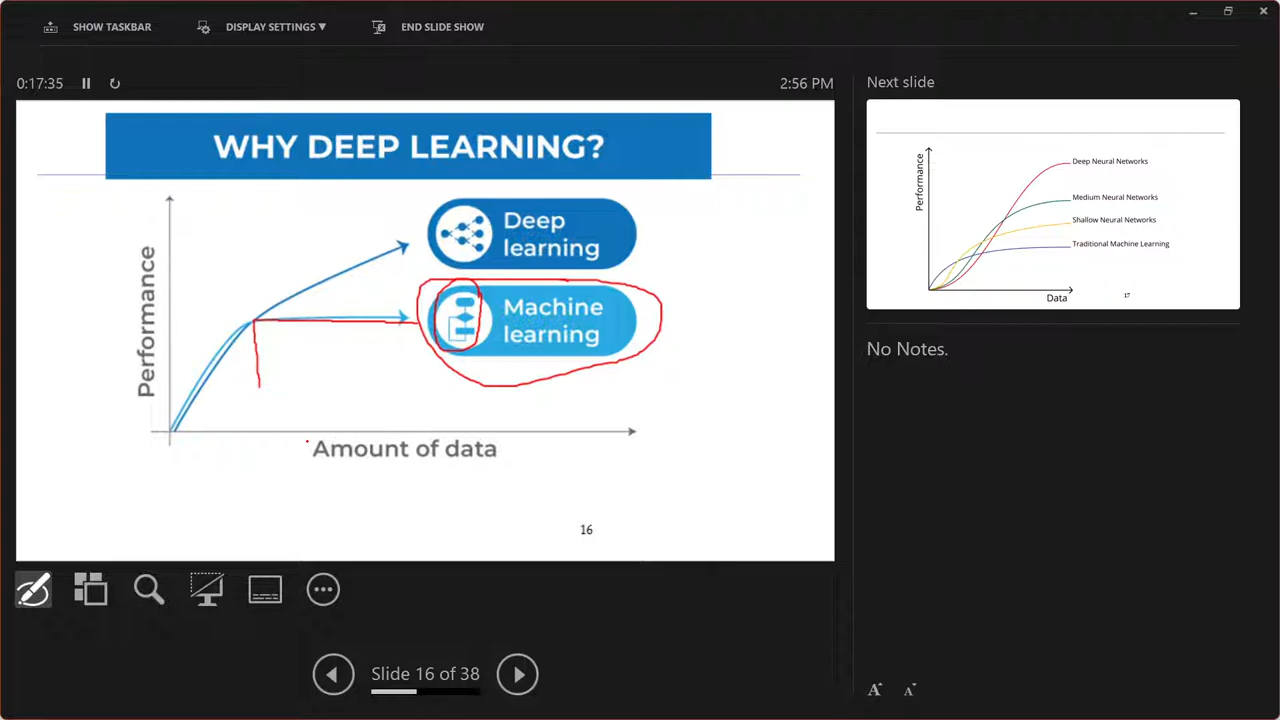 SHOW TASKBAR
DISPLAY SETTINGS ▼
END SLIDE SHOW
0:17:35
2:56 PM
WHY DEEP LEARNING?
Performance
Deep
learning
Machine
learning
Amount of data
16
Next slide
Performance
Deep Neural Networks
Medium Neural Networks
Shallow Neural Networks
Traditional Machine Learning
Data
17
No Notes.
Slide 16 of 38
A
A